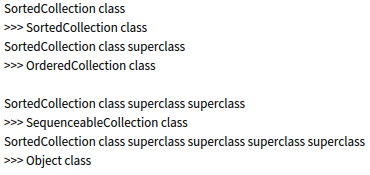 SortedCollection class
>>> SortedCollection class
SortedCollection class superclass
>>> OrderedCollection class
SortedCollection class superclass superclass
>>> SequenceableCollection class
SortedCollection class superclass superclass superclass superclass
>>> Object class